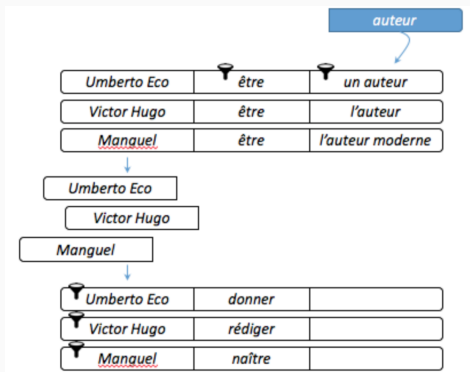 auteur
Umberto Eco être un auteur
Victor Hugo être l'auteur
Manguel être l'auteur moderne
Umberto Eco
Victor Hugo
Manguel
Umberto Eco donner
Victor Hugo rédiger
Manguel naître